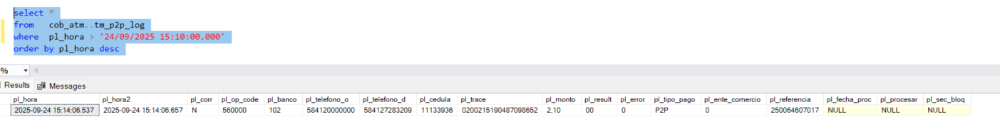 select *
from   cob_atm..tm_p2p_log
where  pl_hora > '24/09/2025 15:10:00.000'
order by pl_hora desc
%
Results Messages
pl_hora pl_hora2 pl_corr pl_op_code pl_banco pl_telefono_o pl_telefono_d pl_cedula pl_trace pl_monto pl_result pl_error pl_tipo_pago pl_ente_comercio pl_referencia pl_fecha_proc pl_procesar pl_sec_bloq
2025-09-24 15:14:06.537 2025-09-24 15:14:06.657 N 560000 102 584120000000 584127283209 11133936 0200215190487098652 2,10 00 0 P2P 0 250064607017 NULL NULL NULL